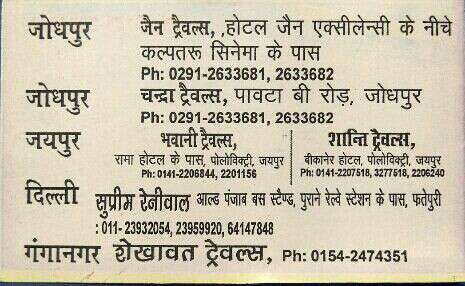 जोधपुर जैन ट्रैवल्स, ,होटल जैन एक्सीलेन्सी के नीचे
कल्पतरू सिनेमा के पास
Ph: 0291-2633681, 2633682
जोधपुर चन्द्रा ट्रैवल्स, पावटा बी रोड़, जोधपुर
Ph: 0291-2633681, 2633682
जयपुर भवानी ट्रैवल्स, शान्ति ट्रैवल्स,
रामा होटल के पास, पोलोविक्ट्री, जयपुर बीकानेर होटल, पोलोविक्ट्री, जयपुर
Ph: 0141-2206844, 2201156 Ph: 0141-2207518, 3277518, 2206240
दिल्ली सुप्रीम रेनीवाल आल्ड पंजाब बस स्टैण्ड, पुराने रेल्वे स्टेशन के पास, फतेपुरी
: 011- 23932054, 23959920, 64147848
गंगानगर शेखावत ट्रेवल्स, Ph: 0154-2474351